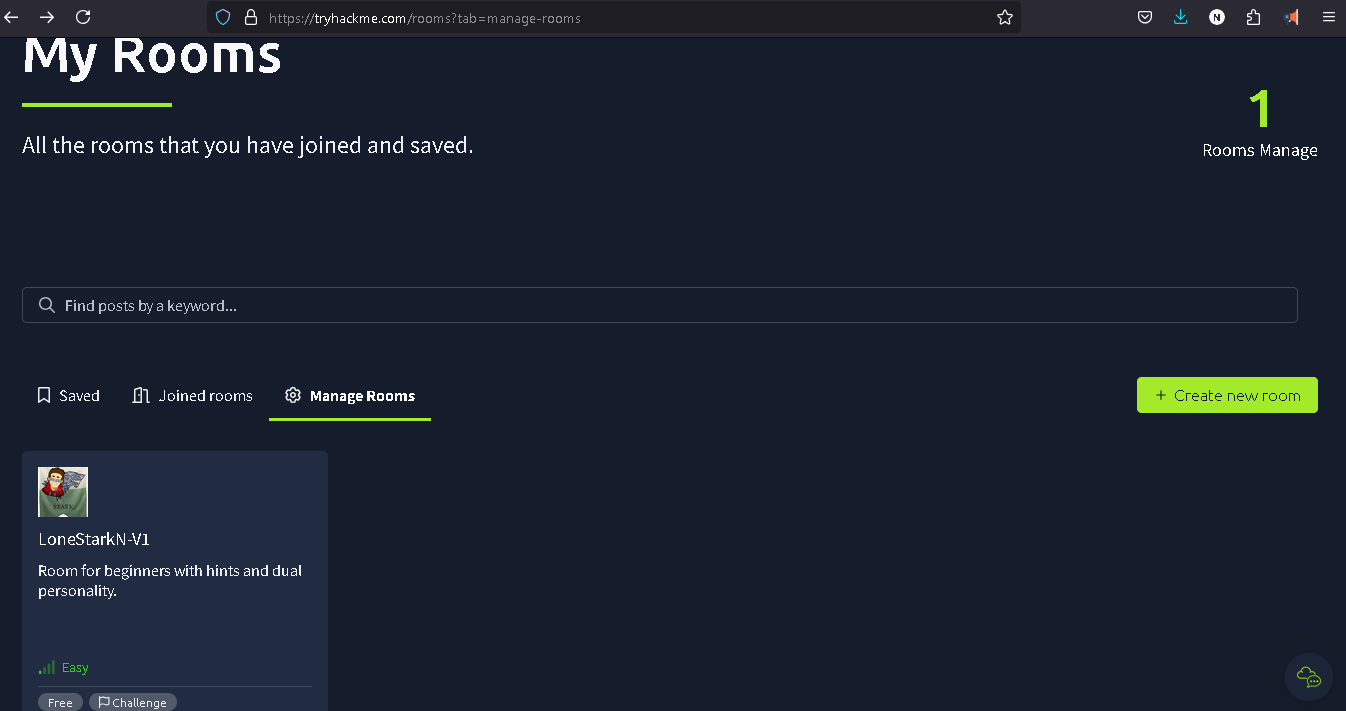 https://tryhackme.com/rooms?tab=manage-rooms
N
My Rooms
1
Rooms Manage
All the rooms that you have joined and saved.
Find posts by a keyword...
Saved
Joined rooms
Manage Rooms
+ Create new room
STARK
LoneStarkN-V1
Room for beginners with hints and dual
personality.
Easy
Free
Challenge